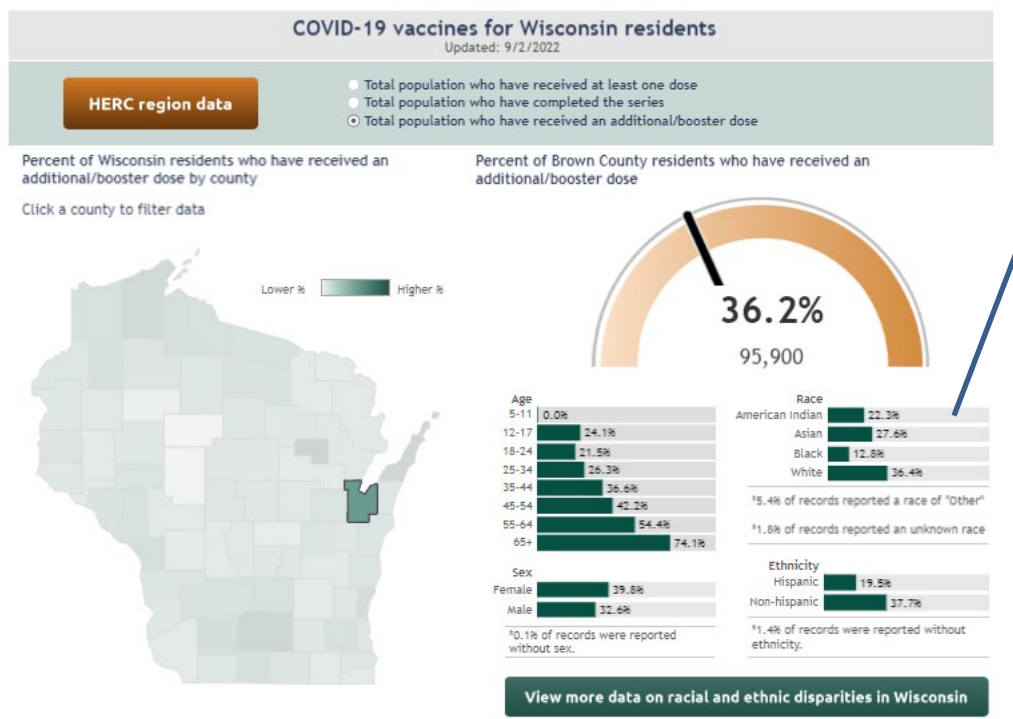 COVID-19 vaccines for Wisconsin residents
Updated: 9/2/2022
HERC region data
Total population who have received at least one dose
Total population who have completed the series
Total population who have received an additional/booster dose
Percent of Wisconsin residents who have received an
additional/booster dose by county
Click a county to filter data
Lower %
Higher %
Percent of Brown County residents who have received an
additional/booster dose
36.2%
95,900
Age
5-11 0.0%
12-17 24.1%
18-24 21.5%
25-34 26.3%
35-44 36.6%
45-54 42.2%
55-64 54.4%
65+ 74.1%
Sex
Female 39.8%
Male 32.6%
*0.1% of records were reported
without sex.
Race
American Indian 22.3%
Asian 27.6%
Black 12.8%
White 36.4%
*5.4% of records reported a race of "Other"
*1.8% of records reported an unknown race
Ethnicity
Hispanic 19.5%
Non-hispanic 37.7%
*1.4% of records were reported without
ethnicity.
View more data on racial and ethnic disparities in Wisconsin